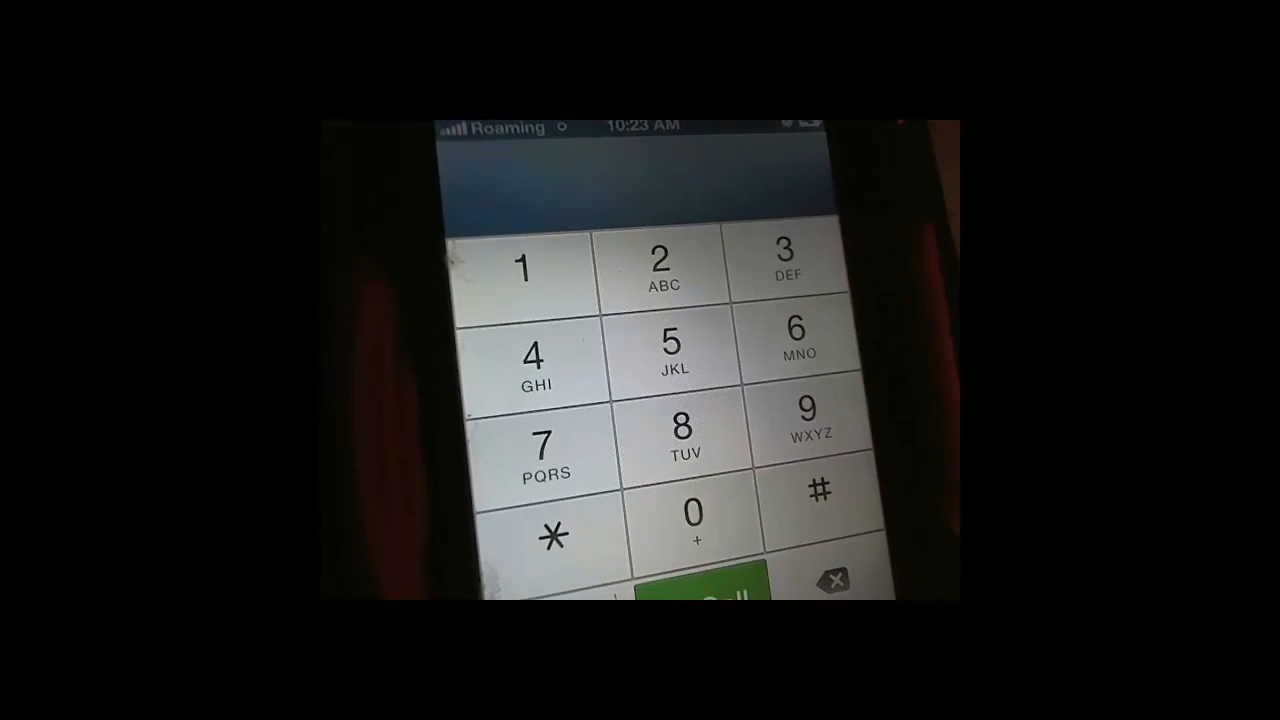 Roaming 10:23 AM
1 2 3
ABC DEF
4 5 6
GHI JKL MNO
7 8 9
PQRS TUV WXYZ
* 0 #
+